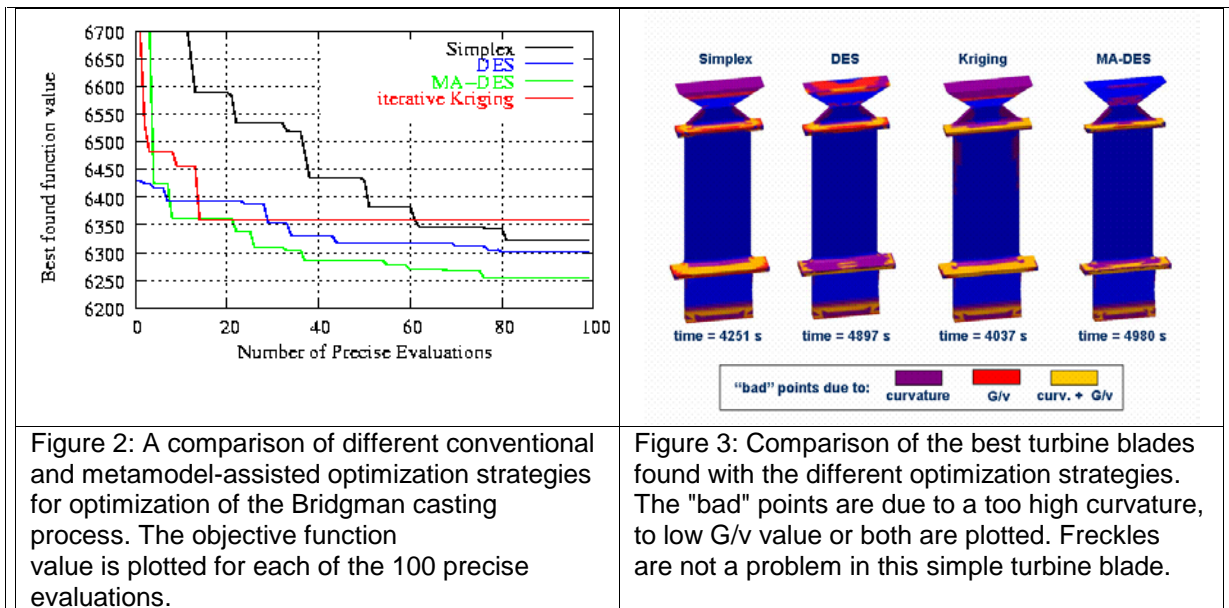 6700
6650
6600
6550
6500
6450
6400
6350
6300
6250
6200
Best found function value
Simplex
DES
MA-DES
iterative Kriging
0 20 40 60 80 100
Number of Precise Evaluations
Simplex DES Kriging MA-DES
time = 4251 s time = 4897 s time = 4037 s time = 4980 s
"bad" points due to:
curvature G/v curv. + G/v
Figure 2: A comparison of different conventional
and metamodel-assisted optimization strategies
for optimization of the Bridgman casting
process. The objective function
value is plotted for each of the 100 precise
evaluations.
Figure 3: Comparison of the best turbine blades
found with the different optimization strategies.
The "bad" points are due to a too high curvature,
to low G/v value or both are plotted. Freckles
are not a problem in this simple turbine blade.